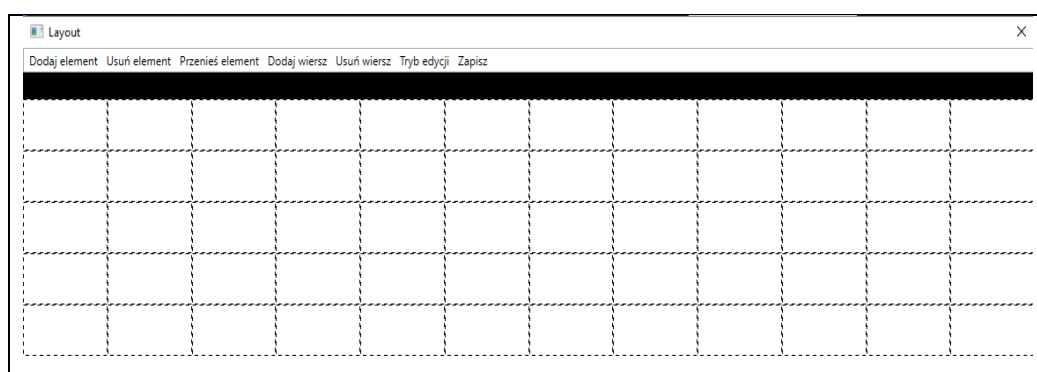 Layout
Dodaj element Usuń element Przenieś element Dodaj wiersz Usuń wiersz Tryb edycji Zapisz